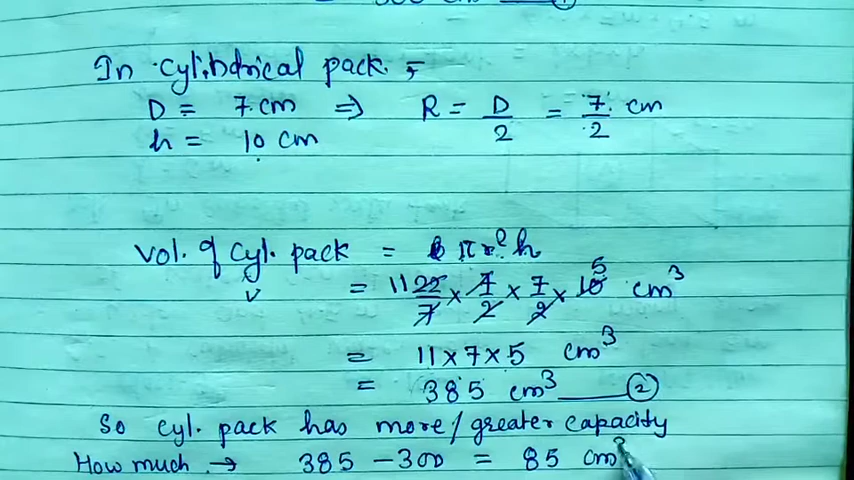 In cylindrical pack :-
D = 7 cm ⇒ R = D/2 = 7/2 cm
h = 10 cm
Vol. of cyl. pack = πr²h
V = 11 22/7 × 7/2 × 7/2 × 10 5 cm³
= 11×7×5 cm³
= 385 cm³ ——— ②
So cyl. pack has more/greater capacity
How much → 385 - 300 = 85 cm³